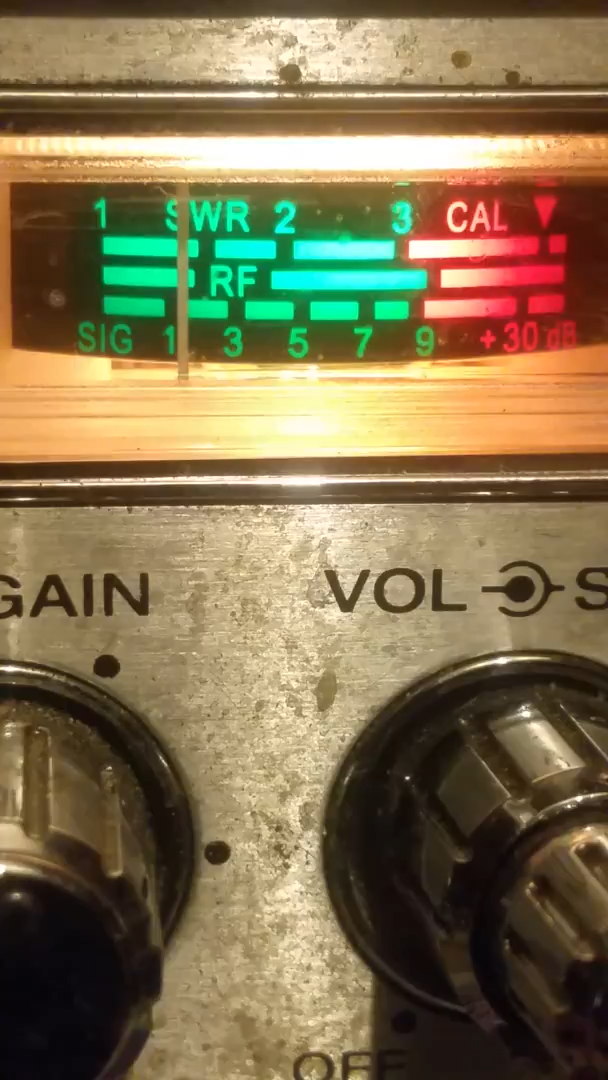 1 SWR 2 3 CAL
RF
SIG 1 3 5 7 9 +30 dB
GAIN VOL S
OFF